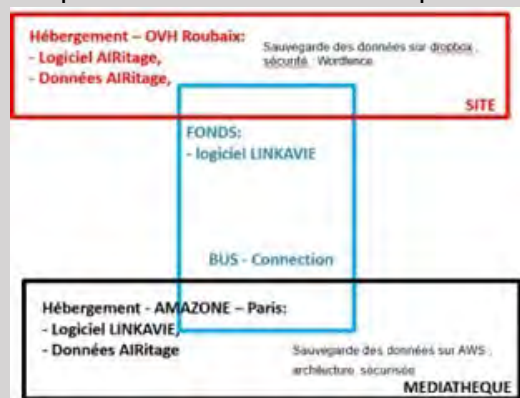 Hébergement – OVH Roubaix:
- Logiciel AIRitage,
- Données AIRitage,
Sauvegarde des données sur dropbox ,
sécurité Wordfence
SITE
FONDS:
- logiciel LINKAVIE
BUS - Connection
Hébergement - AMAZONE – Paris:
- Logiciel LINKAVIE,
- Données AIRitage
Sauvegarde des données sur AWS ,
architecture sécurisée
MEDIATHEQUE